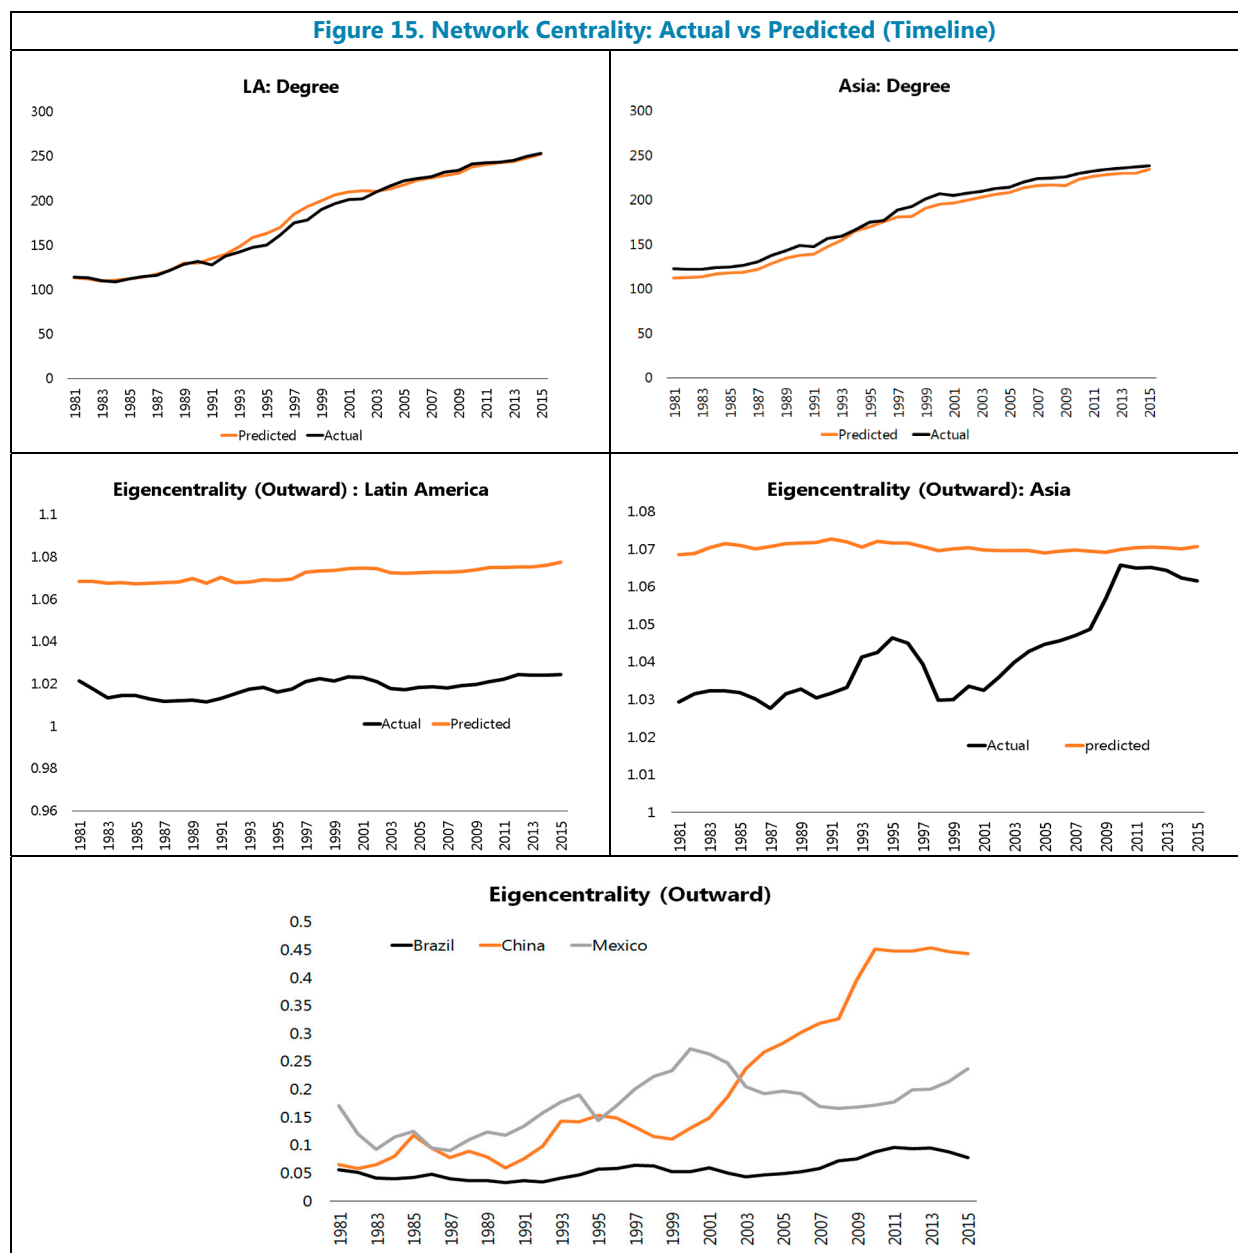 Figure 15. Network Centrality: Actual vs Predicted (Timeline)
LA: Degree
300
250
200
150
100
50
0
1981 1983 1985 1987 1989 1991 1993 1995 1997 1999 2001 2003 2005 2007 2009 2011 2013 2015
Predicted Actual
Asia: Degree
300
250
200
150
100
50
0
1981 1983 1985 1987 1989 1991 1993 1995 1997 1999 2001 2003 2005 2007 2009 2011 2013 2015
Predicted Actual
Eigencentrality (Outward) : Latin America
1.1
1.08
1.06
1.04
1.02
1
0.98
0.96
Actual Predicted
1981 1983 1985 1987 1989 1991 1993 1995 1997 1999 2001 2003 2005 2007 2009 2011 2013 2015
Eigencentrality (Outward): Asia
1.08
1.07
1.06
1.05
1.04
1.03
1.02
1.01
1
Actual predicted
1981 1983 1985 1987 1989 1991 1993 1995 1997 1999 2001 2003 2005 2007 2009 2011 2013 2015
Eigencentrality (Outward)
0.5
0.45
0.4
0.35
0.3
0.25
0.2
0.15
0.1
0.05
0
Brazil China Mexico
1981 1983 1985 1987 1989 1991 1993 1995 1997 1999 2001 2003 2005 2007 2009 2011 2013 2015